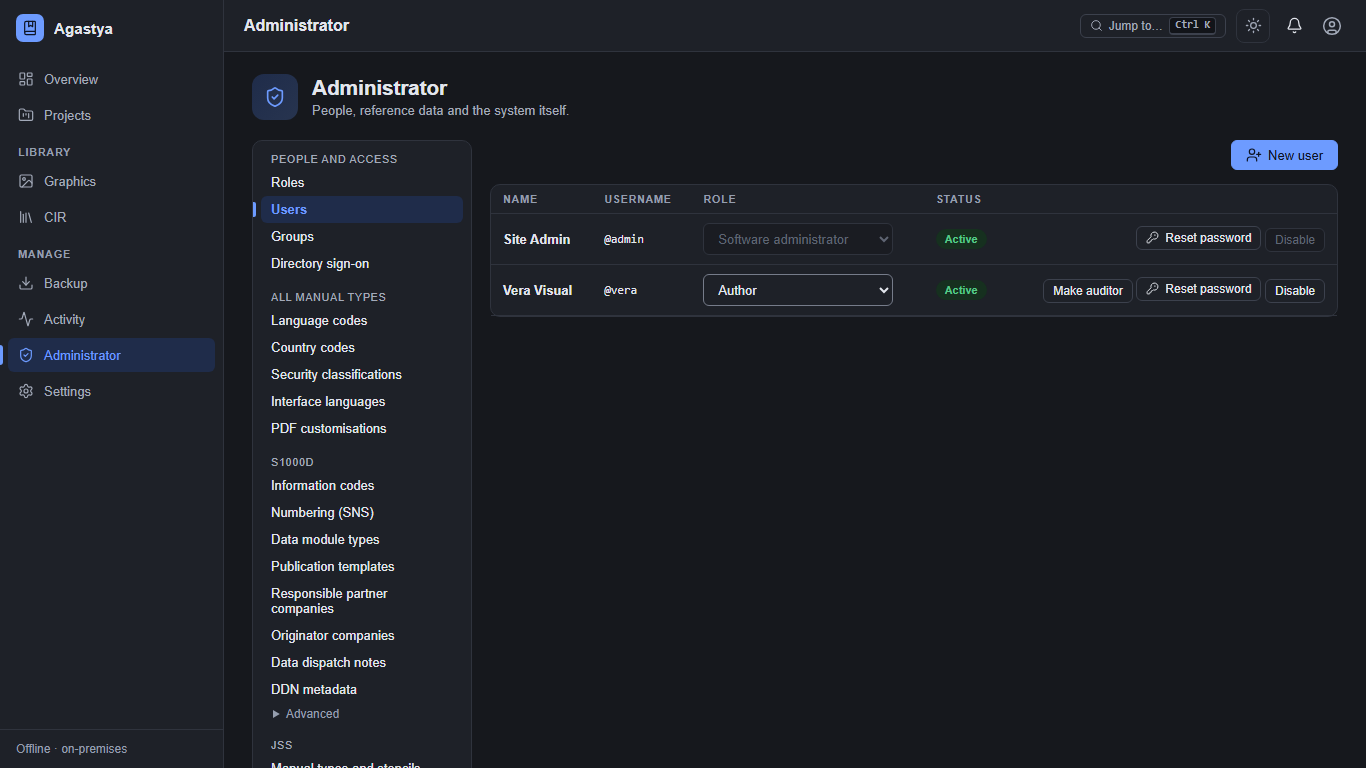 Agastya
Overview
Projects
LIBRARY
Graphics
CIR
MANAGE
Backup
Activity
Administrator
Settings
Offline · on-premises
Administrator
Jump to... Ctrl K
Administrator
People, reference data and the system itself.
PEOPLE AND ACCESS
Roles
Users
Groups
Directory sign-on
ALL MANUAL TYPES
Language codes
Country codes
Security classifications
Interface languages
PDF customisations
S1000D
Information codes
Numbering (SNS)
Data module types
Publication templates
Responsible partner
companies
Originator companies
Data dispatch notes
DDN metadata
Advanced
JSS
Manual types and stencils
New user
NAME USERNAME ROLE STATUS
Site Admin @admin Software administrator Active Reset password Disable
Vera Visual @vera Author Active Make auditor Reset password Disable